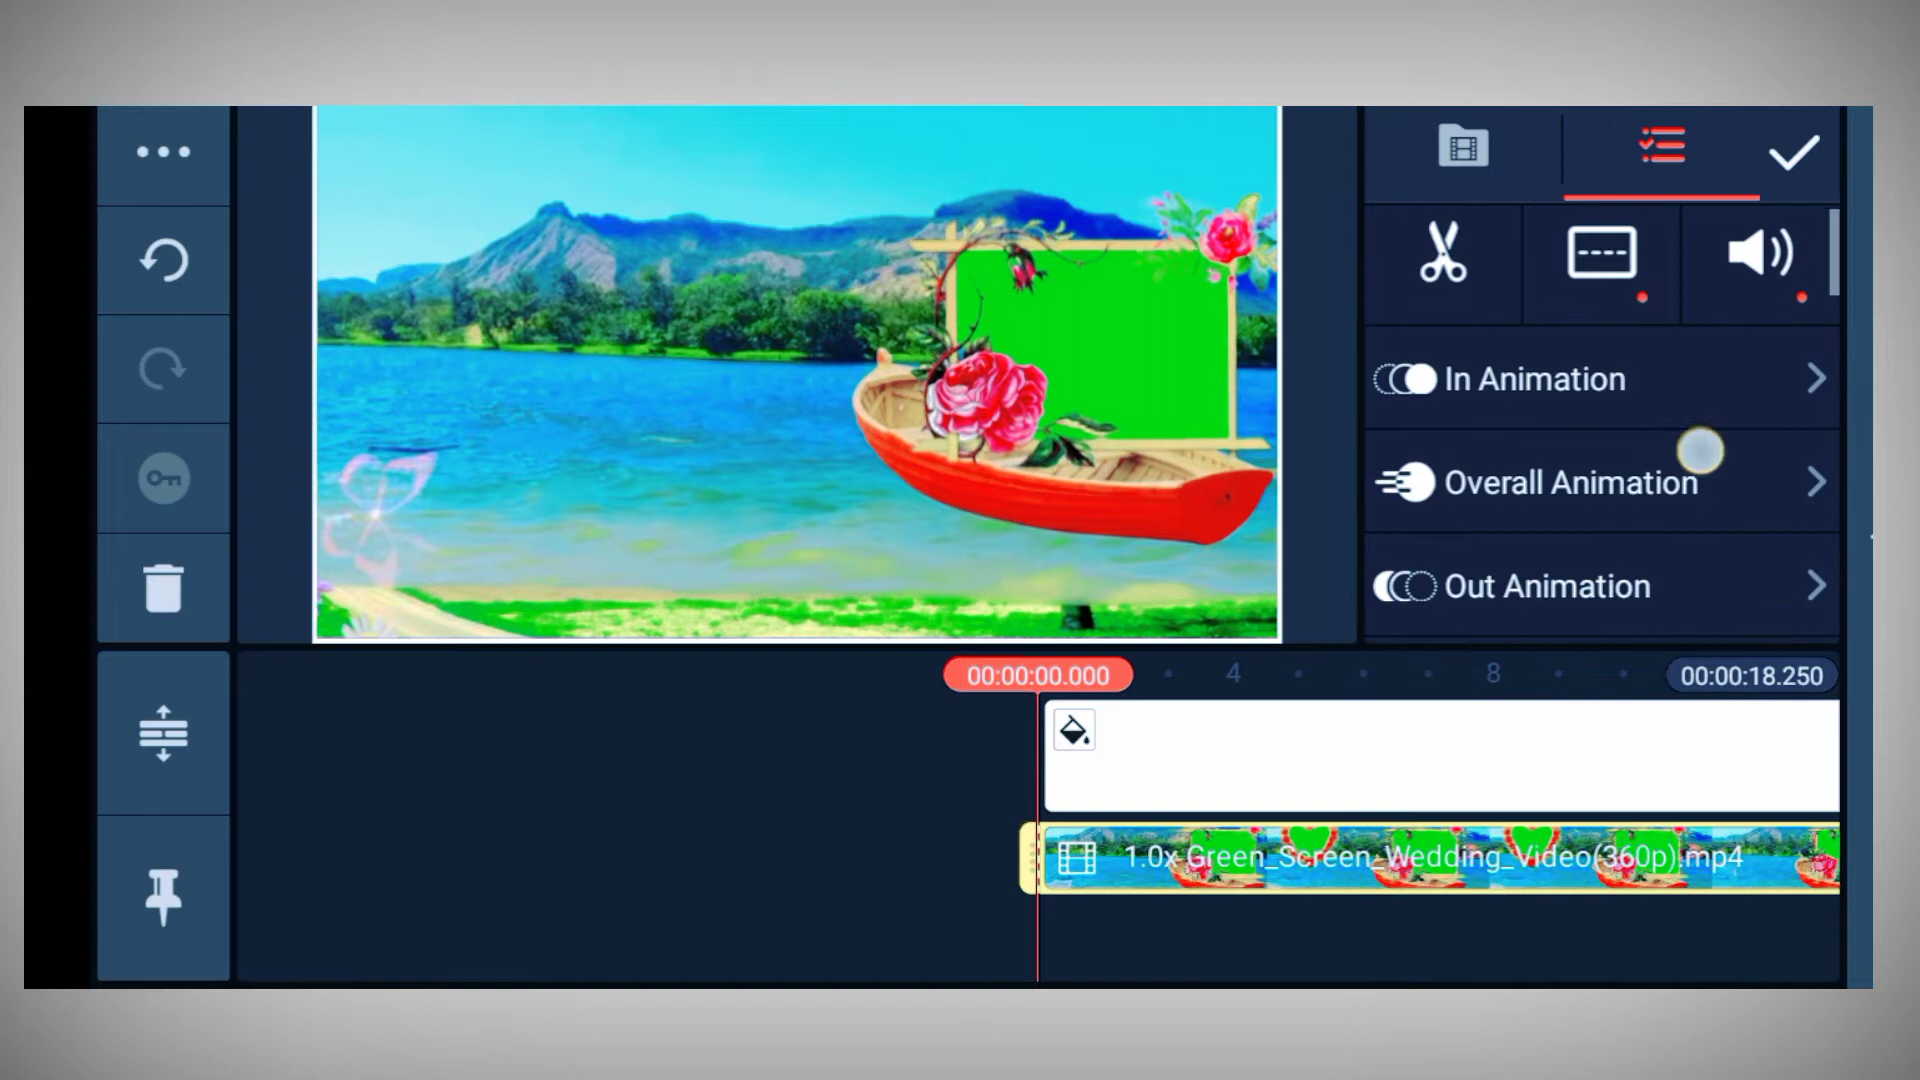 In Animation
Overall Animation
Out Animation
00:00:00.000
4
8
00:00:18.250
1.0x Green_Screen_Wedding_Video(360p).mp4